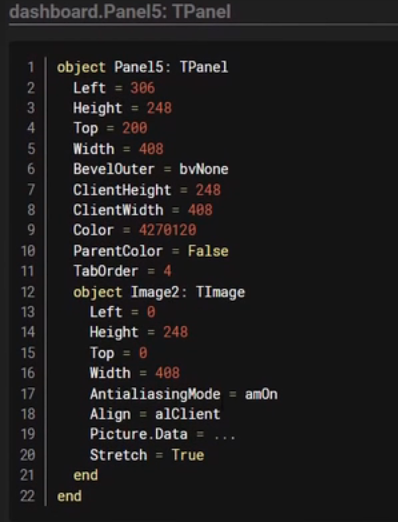 dashboard.Panel5: TPanel
1 object Panel5: TPanel
2 Left = 306
3 Height = 248
4 Top = 200
5 Width = 408
6 BevelOuter = bvNone
7 ClientHeight = 248
8 ClientWidth = 408
9 Color = 4270120
10 ParentColor = False
11 TabOrder = 4
12 object Image2: TImage
13 Left = 0
14 Height = 248
15 Top = 0
16 Width = 408
17 AntialiasingMode = amOn
18 Align = alClient
19 Picture.Data = ...
20 Stretch = True
21 end
22 end